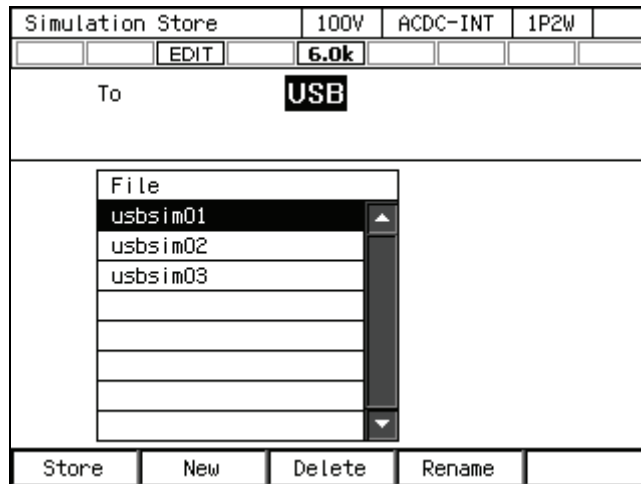 Simulation Store 100V ACDC-INT 1P2W
EDIT 6.0k
To USB
File
usbsim01
usbsim02
usbsim03
Store New Delete Rename